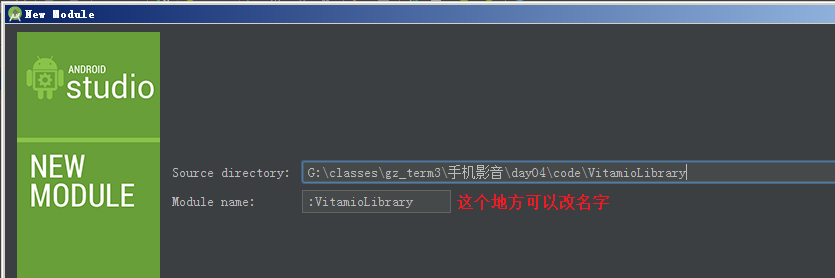 New Module
ANDROID
studio
NEW
MODULE
Source directory: G:\classes\gz_term3\手机影音\day04\code\VitamioLibrary
Module name: :VitamioLibrary 这个地方可以改名字